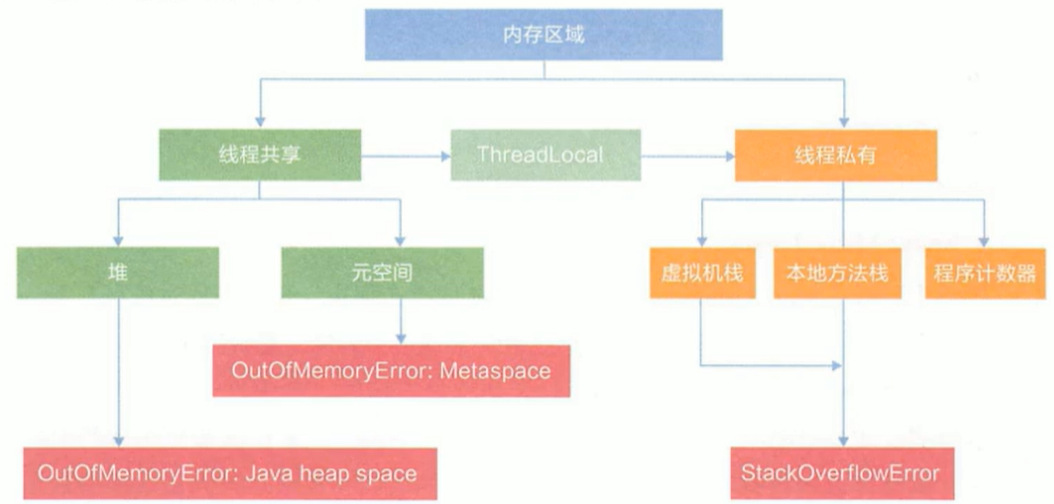 内存区域
线程共享
ThreadLocal
线程私有
堆
元空间
虚拟机栈
本地方法栈
程序计数器
OutOfMemoryError: Metaspace
OutOfMemoryError: Java heap space
StackOverflowError